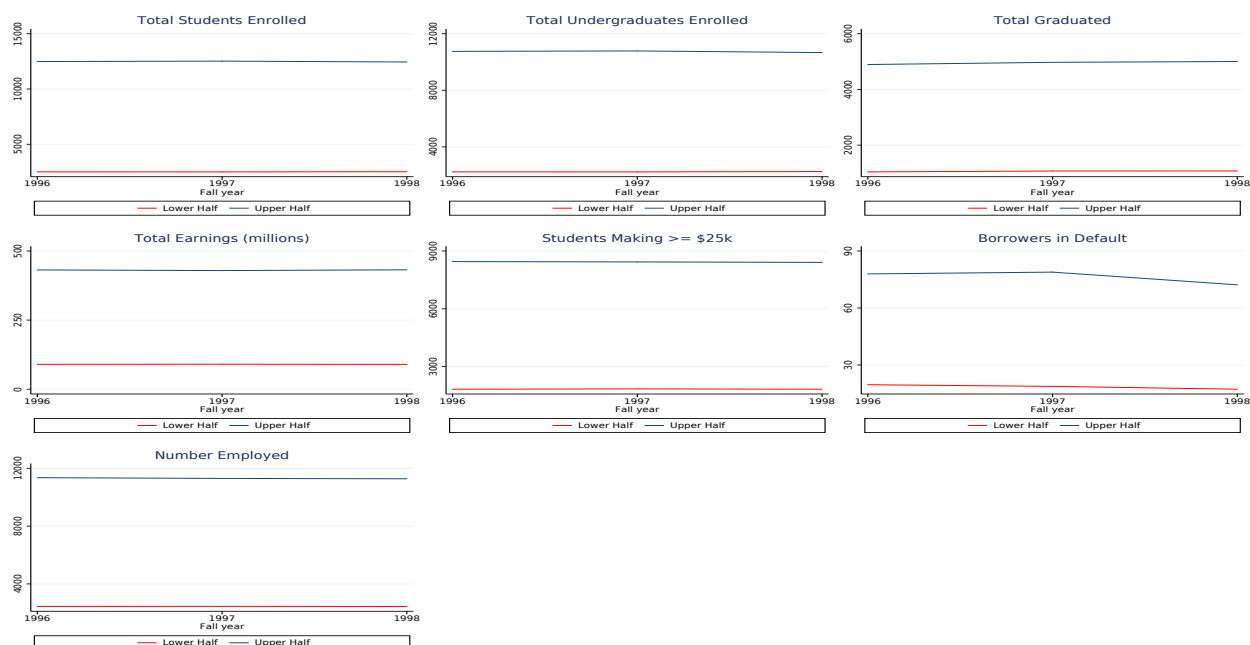 Total Students Enrolled
15000
10000
5000
1996 1997 1998
Fall year
Lower Half Upper Half
Total Undergraduates Enrolled
12000
8000
4000
1996 1997 1998
Fall year
Lower Half Upper Half
Total Graduated
6000
4000
2000
1996 1997 1998
Fall year
Lower Half Upper Half
Total Earnings (millions)
500
250
0
1996 1997 1998
Fall year
Lower Half Upper Half
Students Making >= $25k
9000
6000
3000
1996 1997 1998
Fall year
Lower Half Upper Half
Borrowers in Default
90
60
30
1996 1997 1998
Fall year
Lower Half Upper Half
Number Employed
12000
8000
4000
1996 1997 1998
Fall year
Lower Half Upper Half